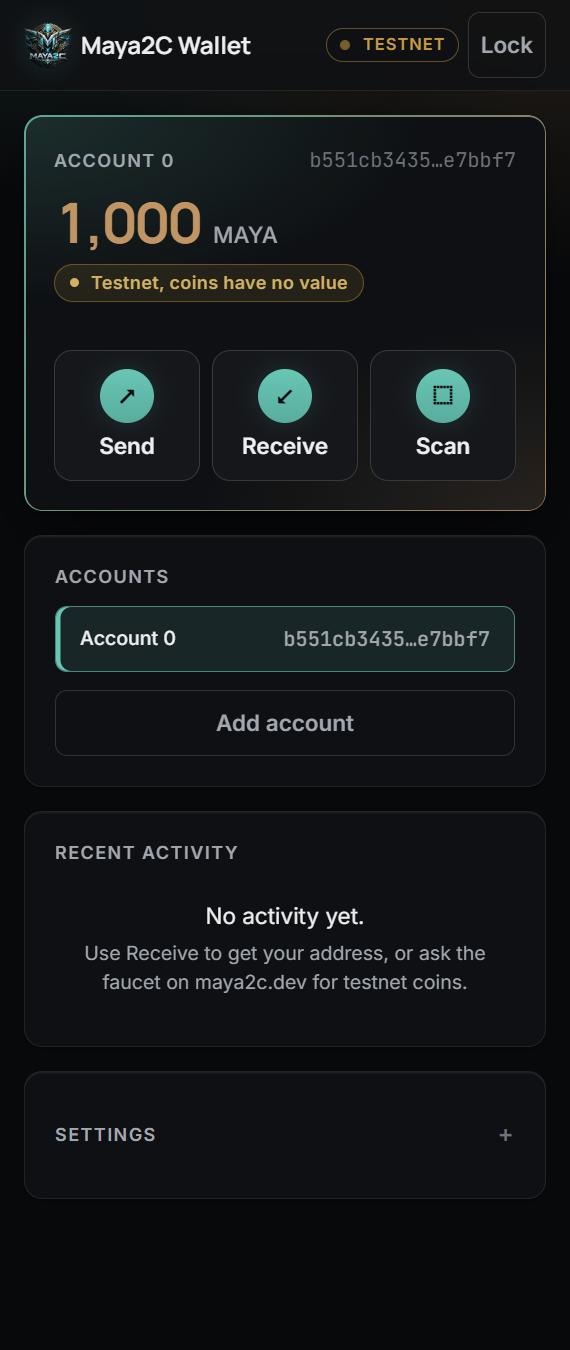 MAYA2C
Maya2C Wallet
TESTNET
Lock
ACCOUNT 0
b551cb3435…e7bbf7
1,000 MAYA
Testnet, coins have no value
Send
Receive
Scan
ACCOUNTS
Account 0
b551cb3435…e7bbf7
Add account
RECENT ACTIVITY
No activity yet.
Use Receive to get your address, or ask the
faucet on maya2c.dev for testnet coins.
SETTINGS
+